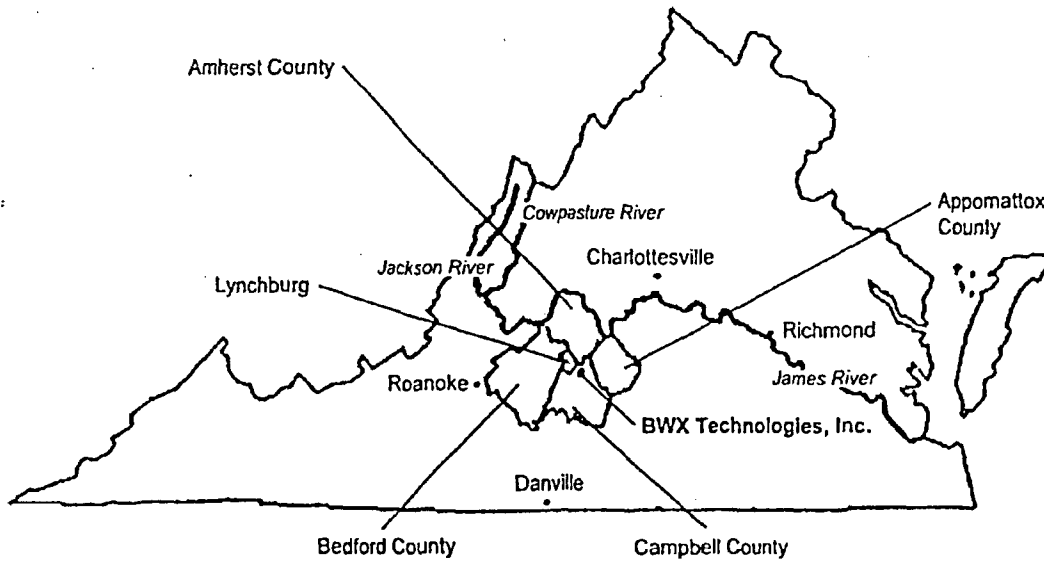 Amherst County
Cowpasture River
Appomattox
County
Jackson River
Charlottesville
Lynchburg
Richmond
Roanoke
James River
BWX Technologies, Inc.
Danville
Bedford County
Campbell County